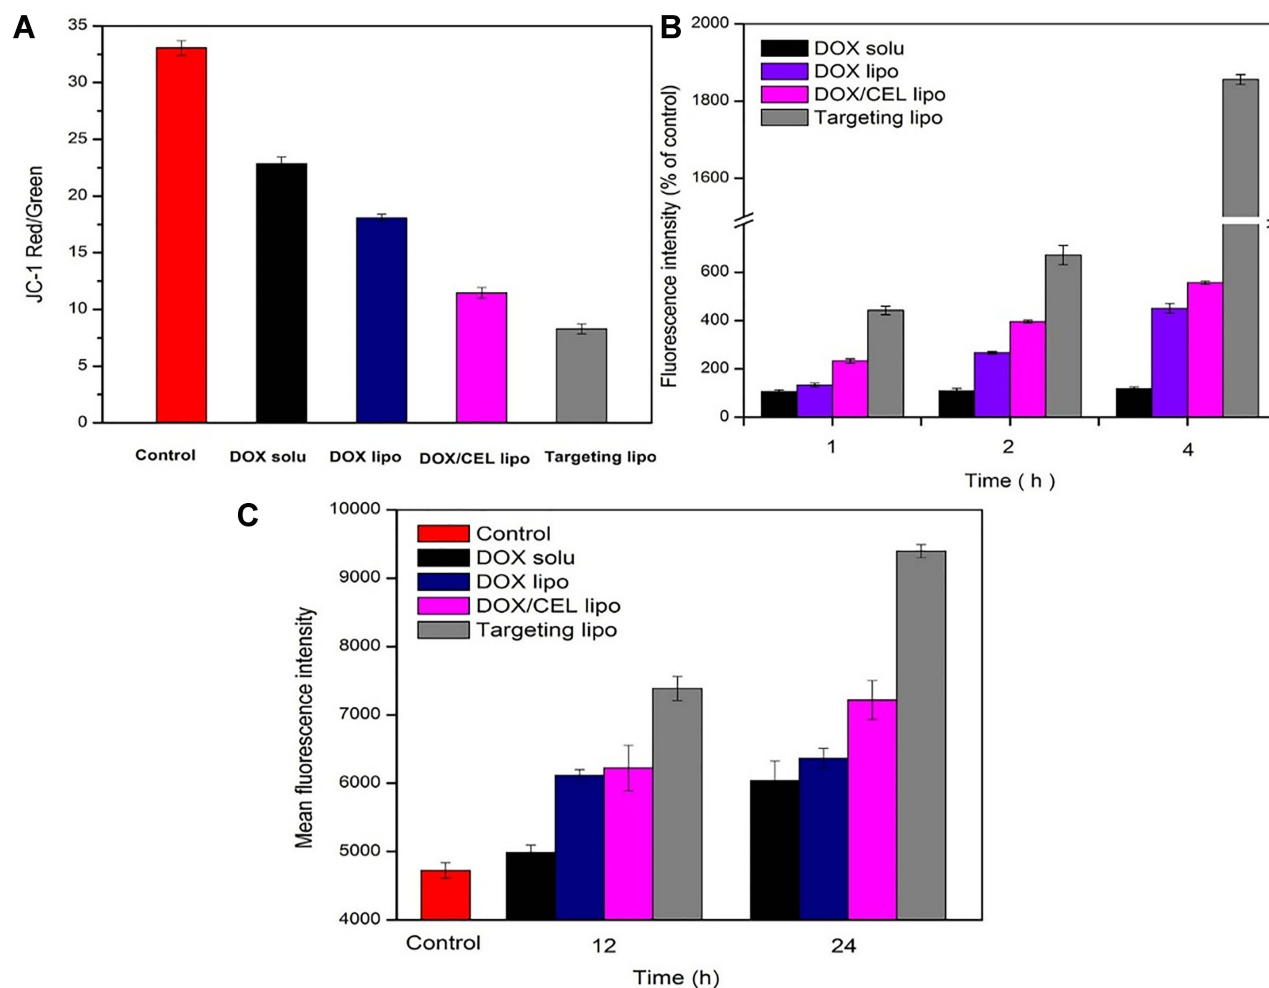 A
35
30
25
20
15
10
5
0
JC-1 Red/Green
Control
DOX solu
DOX lipo
DOX/CEL lipo
Targeting lipo
B
2000
1800
1600
600
400
200
0
Fluorescence intensity (% of control)
DOX solu
DOX lipo
DOX/CEL lipo
Targeting lipo
1
2
4
Time ( h )
C
10000
9000
8000
7000
6000
5000
4000
Mean fluorescence intensity
Control
DOX solu
DOX lipo
DOX/CEL lipo
Targeting lipo
Control
12
24
Time (h)